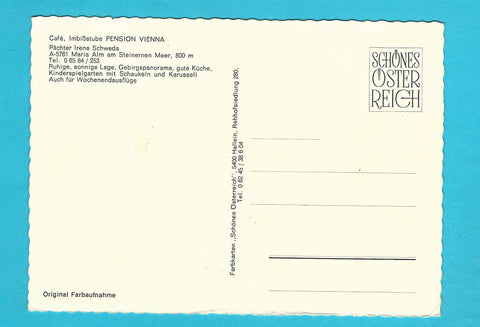 Café, Imbißstube PENSION VIENNA
Pächter Irene Schweda
A-5761 Maria Alm am Steinernen Meer, 800 m
Tel. 0 65 84 / 253
Ruhige, sonnige Lage, Gebirgspanorama, gute Küche,
Kinderspielgarten mit Schaukeln und Karussell
Auch für Wochenendausflüge
SCHÖNES
ÖSTER
REICH
Farbkarten „Schönes Österreich", 5400 Hallein, Rehhofsiedlung 283,
Tel. 0 62 45 / 38 6 04
Original Farbaufnahme